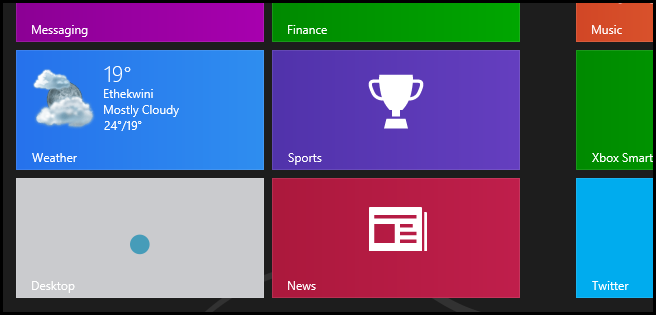 Messaging
Finance
Music
19°
Ethekwini
Mostly Cloudy
24°/19°
Weather
Sports
Xbox Smart
Desktop
News
Twitter